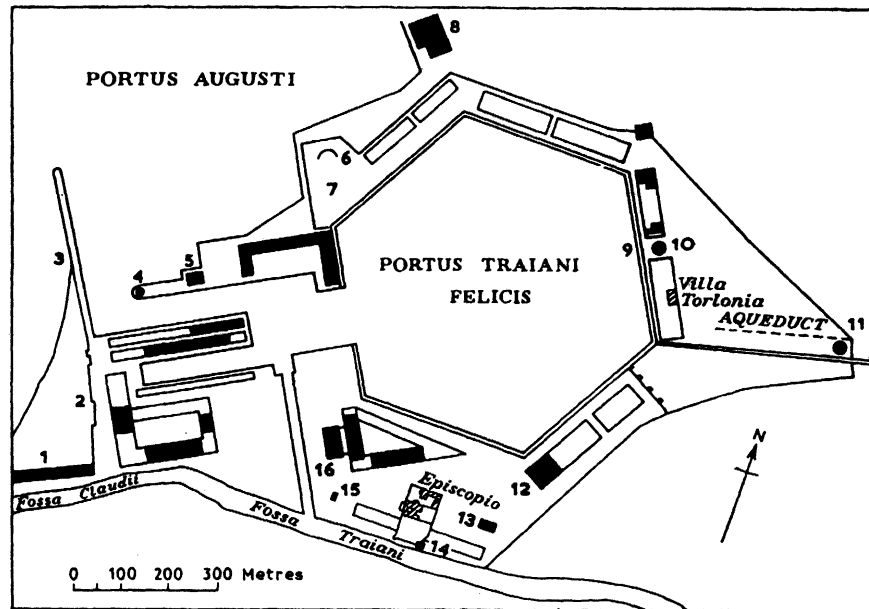 8
PORTUS AUGUSTI
6
7
3
5
4
9
10
PORTUS TRAIANI
FELICIS
Villa
Torlonia
AQUEDUCT
11
2
1
16
12
N
Episcopio
15
13
Fossa Claudii
Fossa
Traiani
14
0 100 200 300 Metres